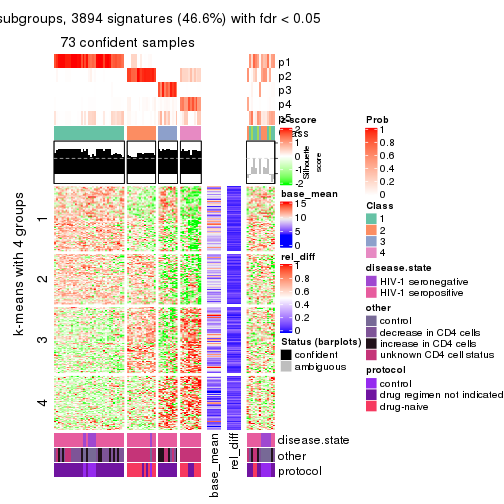 subgroups, 3894 signatures (46.6%) with fdr < 0.05
73 confident samples
p1
p2
p3
p4
p5
z-score
2
1
0
-1
-2
Silhouette
score
k-means with 4 groups
1
2
3
4
base_mean
15
10
5
0
rel_diff
1
0.8
0.6
0.4
0.2
0
Status (barplots)
confident
ambiguous
Prob
1
0.8
0.6
0.4
0.2
0
Class
1
2
3
4
disease.state
HIV-1 seronegative
HIV-1 seropositive
other
control
decrease in CD4 cells
increase in CD4 cells
unknown CD4 cell status
protocol
control
drug regimen not indicated
drug-naive
disease.state
other
protocol
base_mean
rel_diff